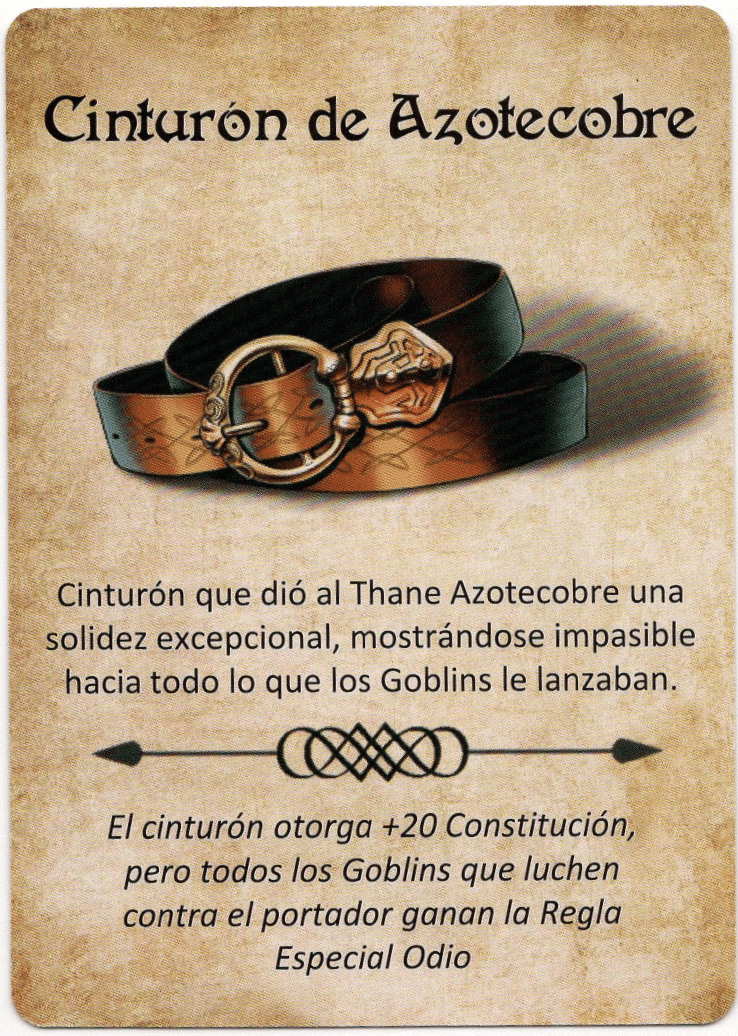 Cinturón de Azotecobre
Cinturón que dió al Thane Azotecobre una
solidez excepcional, mostrándose impasible
hacia todo lo que los Goblins le lanzaban.
El cinturón otorga +20 Constitución,
pero todos los Goblins que luchen
contra el portador ganan la Regla
Especial Odio